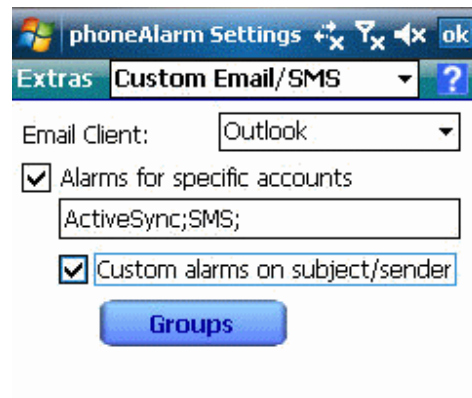 phoneAlarm Settings ok
Extras Custom Email/SMS ?
Email Client: Outlook
Alarms for specific accounts
ActiveSync;SMS;
Custom alarms on subject/sender
Groups